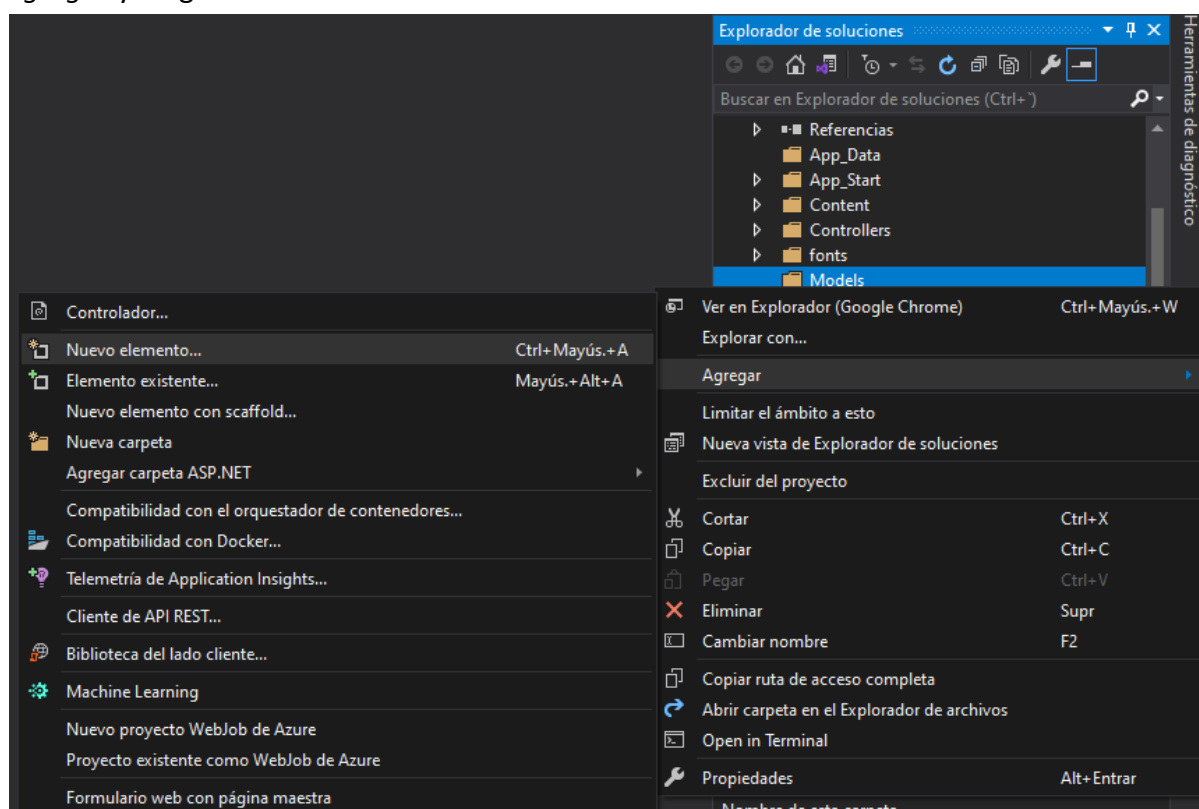 Explorador de soluciones
Herramientas de diagnóstico
Buscar en Explorador de soluciones (Ctrl+`)
Referencias
App_Data
App_Start
Content
Controllers
fonts
Models
Controlador...
Nuevo elemento... Ctrl+Mayús.+A
Elemento existente... Mayús.+Alt+A
Nuevo elemento con scaffold...
Nueva carpeta
Agregar carpeta ASP.NET
Compatibilidad con el orquestador de contenedores...
Compatibilidad con Docker...
Telemetría de Application Insights...
Cliente de API REST...
Biblioteca del lado cliente...
Machine Learning
Nuevo proyecto WebJob de Azure
Proyecto existente como WebJob de Azure
Formulario web con página maestra
Ver en Explorador (Google Chrome) Ctrl+Mayús.+W
Explorar con...
Agregar
Limitar el ámbito a esto
Nueva vista de Explorador de soluciones
Excluir del proyecto
Cortar Ctrl+X
Copiar Ctrl+C
Pegar Ctrl+V
Eliminar Supr
Cambiar nombre F2
Copiar ruta de acceso completa
Abrir carpeta en el Explorador de archivos
Open in Terminal
Propiedades Alt+Entrar